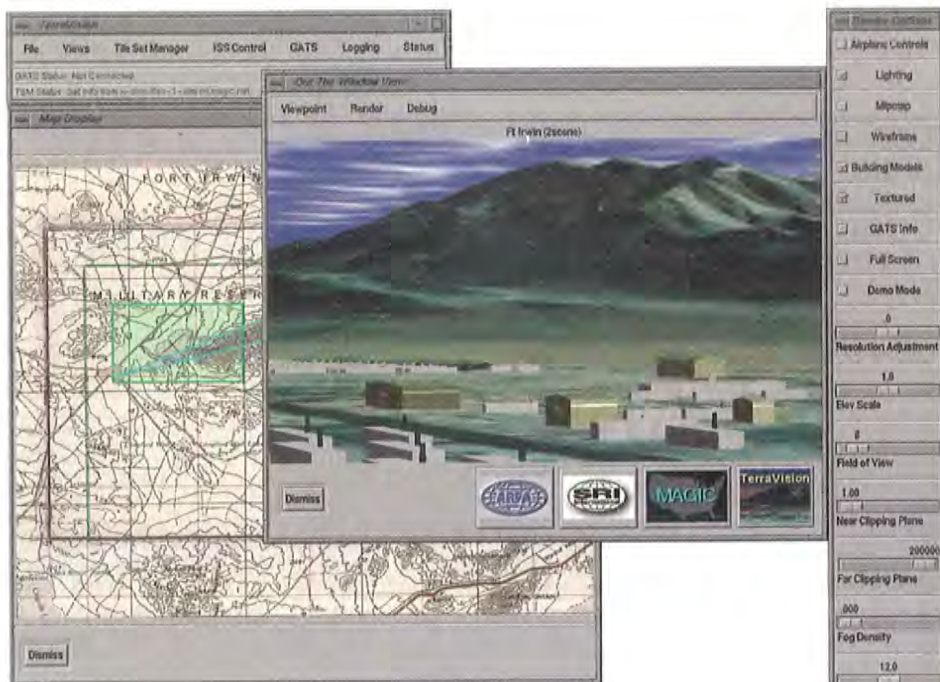 TerraVision
File Views Tile Set Manager ISS Control GATS Logging Status
GATS Status: Not Connected
Map Display
FORT IRWIN
MILITARY RESER
Dismiss
Out The Window View
Viewpoint Render Debug
Ft Irwin (2scene)
Dismiss
ARPA
SRI
MAGIC
TerraVision
Render Options
Airplane Controls
Lighting
Mipmap
Wireframe
Building Models
Textured
GATS Info
Full Screen
Demo Mode
.0
Resolution Adjustment
1.0
Elev Scale
Field of View
1.00
Near Clipping Plane
200000
Far Clipping Plane
.000
Fog Density
12.0